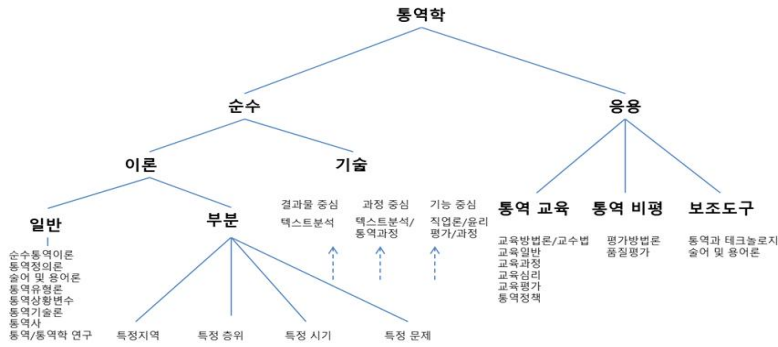 통역학
순수
응용
이론
기술
일반
부분
결과물 중심
과정 중심
기능 중심
텍스트분석
텍스트분석/
통역과정
직업론/윤리
평가/과정
통역 교육
통역 비평
보조도구
순수통역이론
통역정의론
술어 및 용어론
통역유형론
통역상황변수
통역기술론
통역사
통역/통역학 연구
교육방법론/교수법
교육일반
교육과정
교육심리
교육평가
통역정책
평가방법론
품질평가
통역과 테크놀로지
술어 및 용어론
특정지역
특정 층위
특정 시기
특정 문제